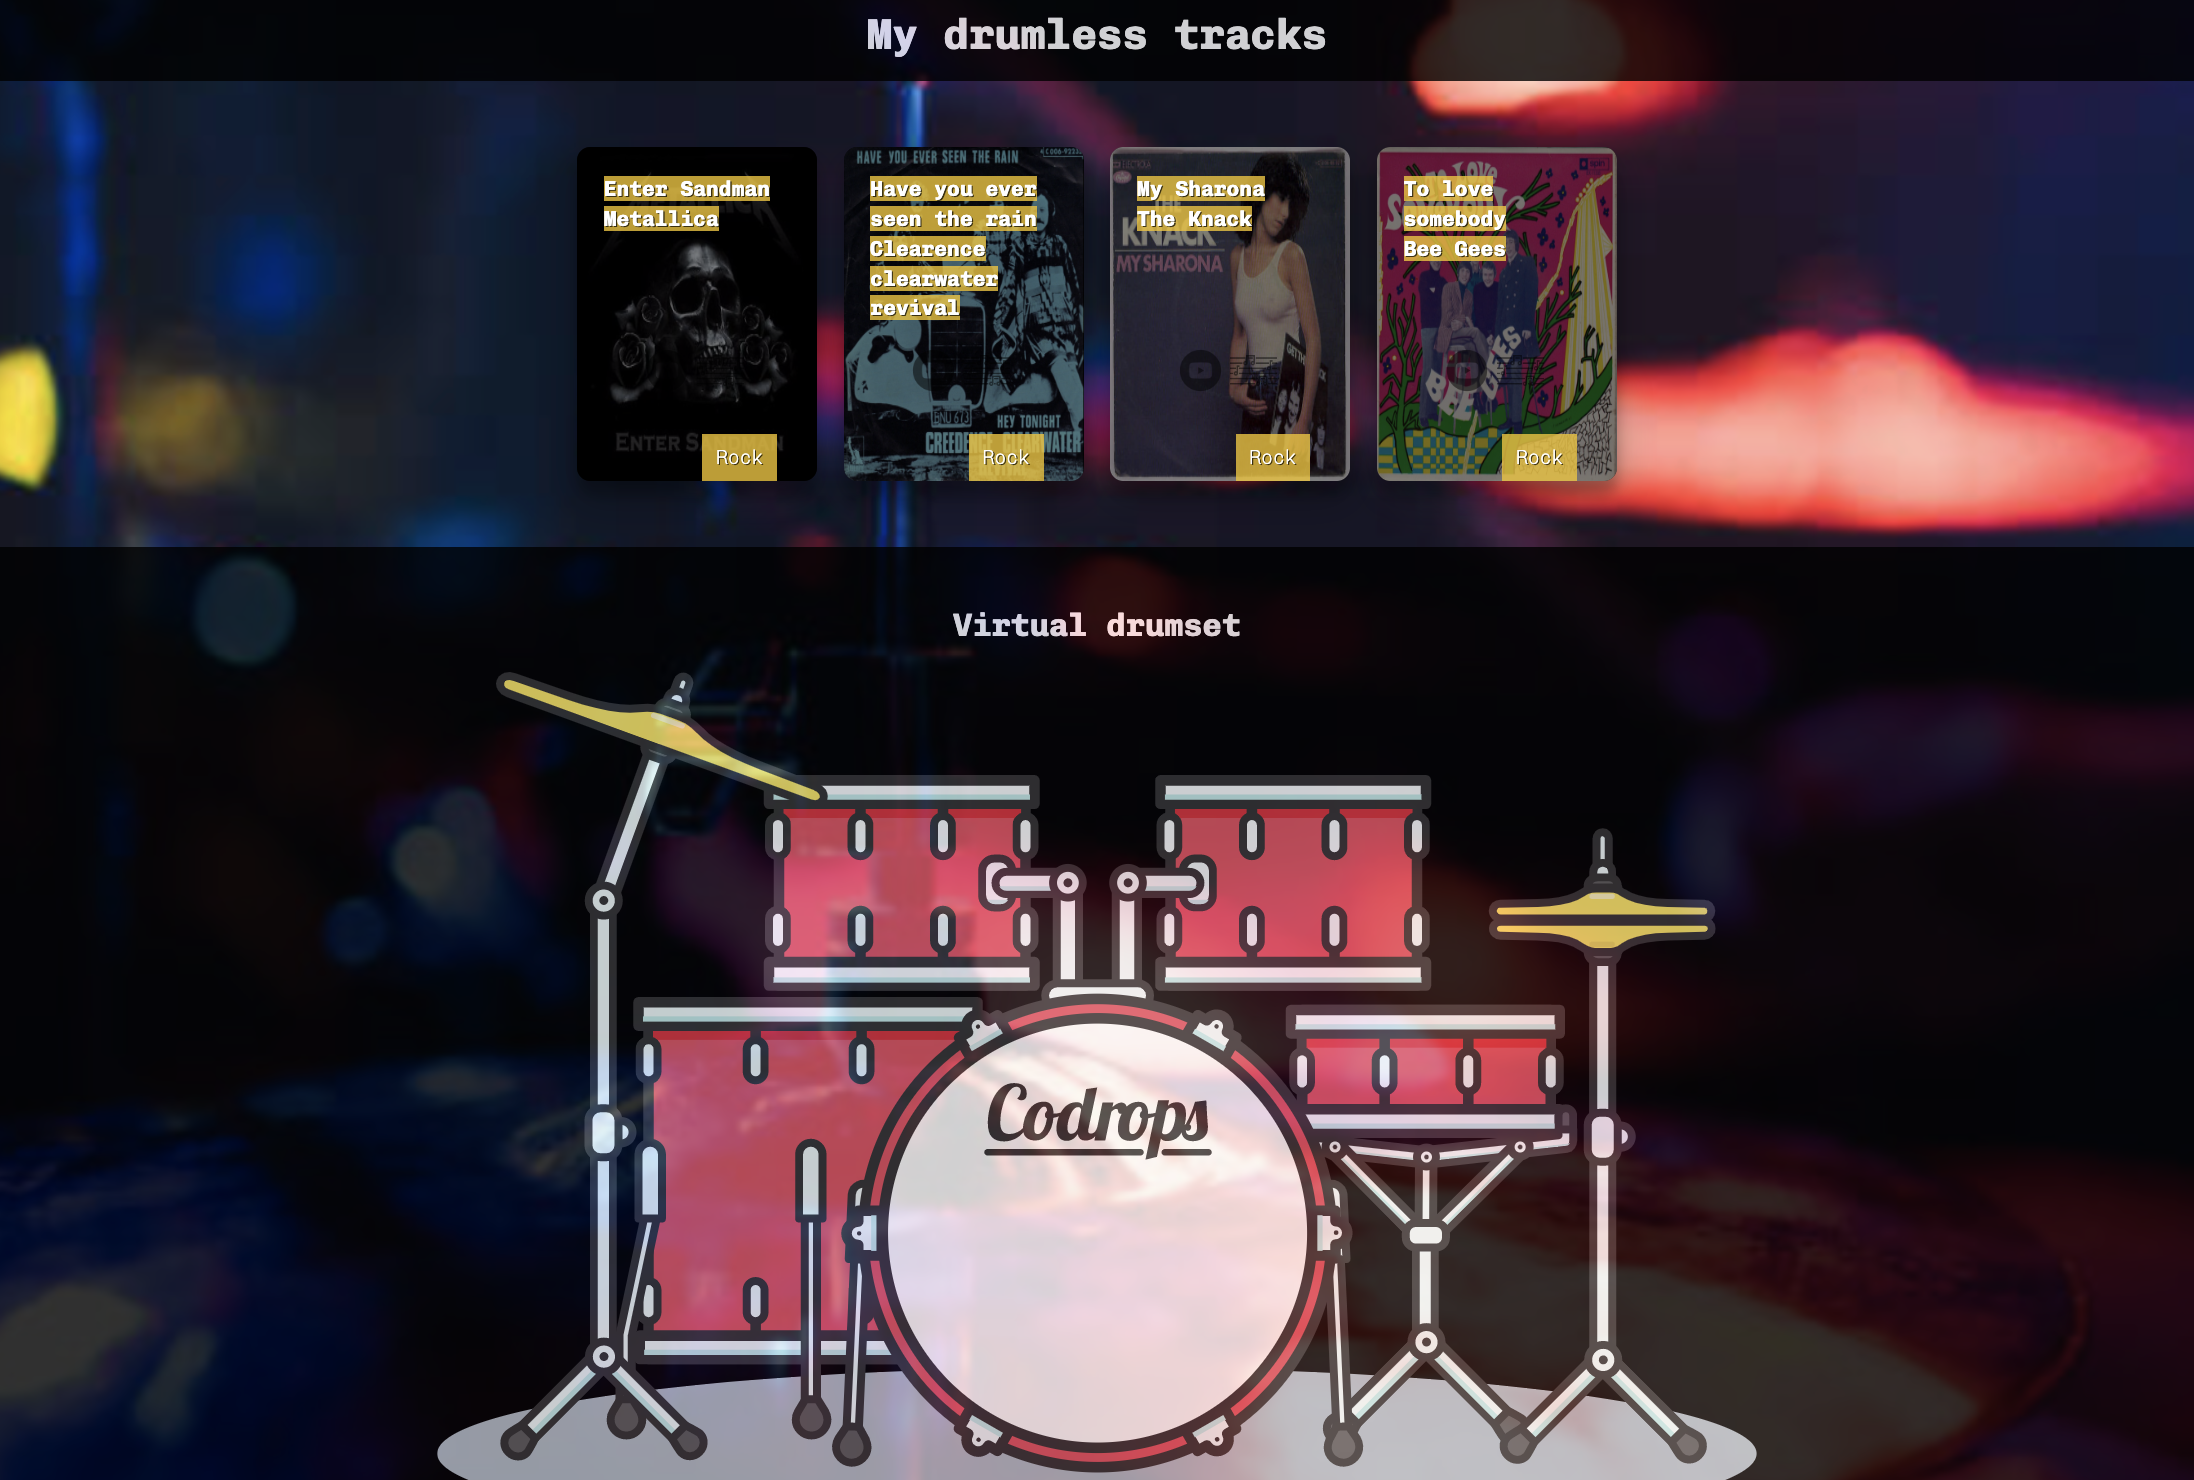 My drumless tracks
Enter Sandman
Metallica
ENTER SANDMAN
Rock
HAVE YOU EVER SEEN THE RAIN
Have you ever
seen the rain
Clearence
clearwater
revival
HEY TONIGHT
CREEDENCE CLEARWATER
Rock
My Sharona
The Knack
KNACK
MY SHARONA
Rock
To love
somebody
Bee Gees
BEE GEES
Rock
Virtual drumset
Codrops